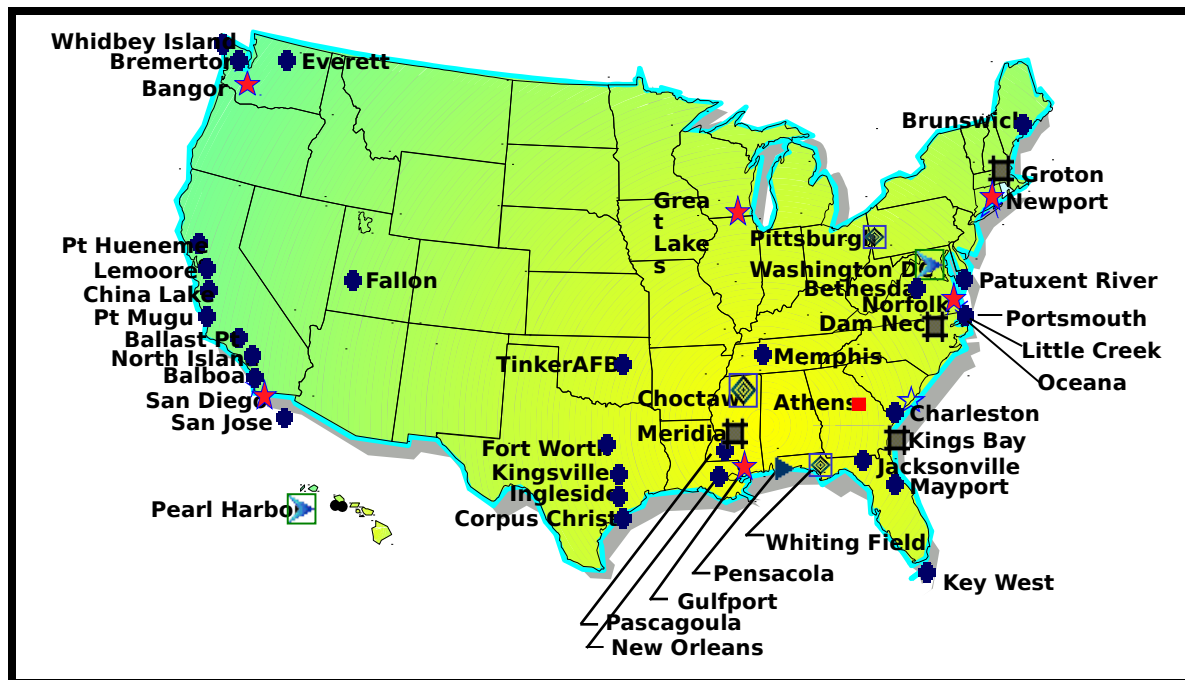 Whidbey Island
Bremerton
Everett
Bangor
Brunswick
Groton
Newport
Grea
t
Lake
s
Pittsburgh
Pt Hueneme
Lemoore
China Lake
Pt Mugu
Ballast Pt
North Island
Balboa
San Diego
San Jose
Fallon
Washington DC
Bethesda
Norfolk
Dam Neck
Patuxent River
Portsmouth
Little Creek
Oceana
TinkerAFB
Memphis
Choctaw
Athens
Meridian
Charleston
Kings Bay
Jacksonville
Mayport
Fort Worth
Kingsville
Ingleside
Corpus Christi
Pearl Harbor
Whiting Field
Pensacola
Gulfport
Pascagoula
New Orleans
Key West